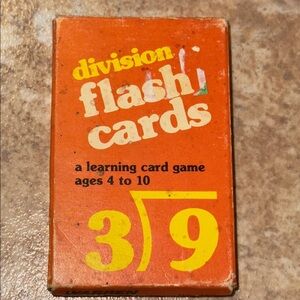 division
flash
cards
a learning card game
ages 4 to 10
3)9